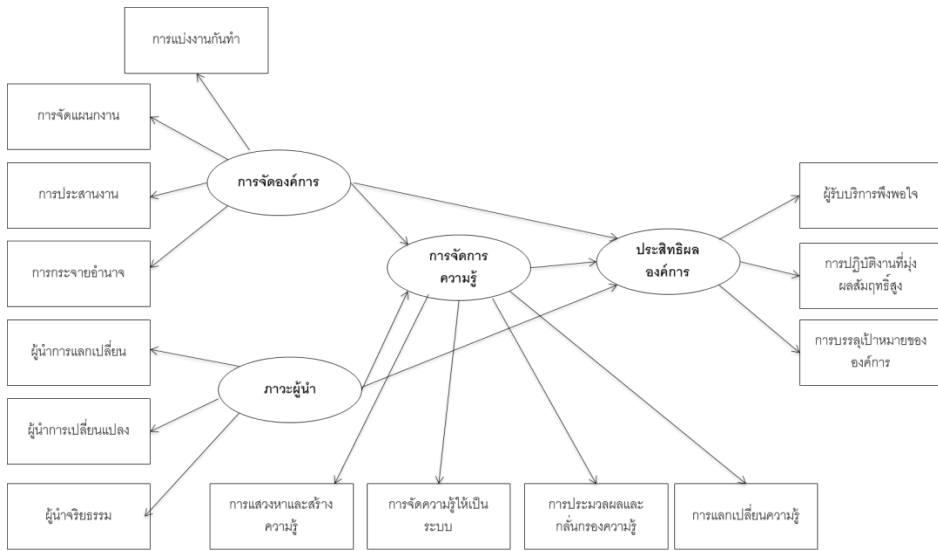 การแบ่งงานกันทำ
การจัดแผนกงาน
การประสานงาน
การกระจายอำนาจ
การจัดองค์การ
ผู้นำการแลกเปลี่ยน
ผู้นำการเปลี่ยนแปลง
ผู้นำจริยธรรม
ภาวะผู้นำ
การจัดการ
ความรู้
ประสิทธิผล
องค์การ
ผู้รับบริการพึงพอใจ
การปฏิบัติงานที่มุ่ง
ผลสัมฤทธิ์สูง
การบรรลุเป้าหมายของ
องค์การ
การแสวงหาและสร้าง
ความรู้
การจัดความรู้ให้เป็น
ระบบ
การประมวลผลและ
กลั่นกรองความรู้
การแลกเปลี่ยนความรู้